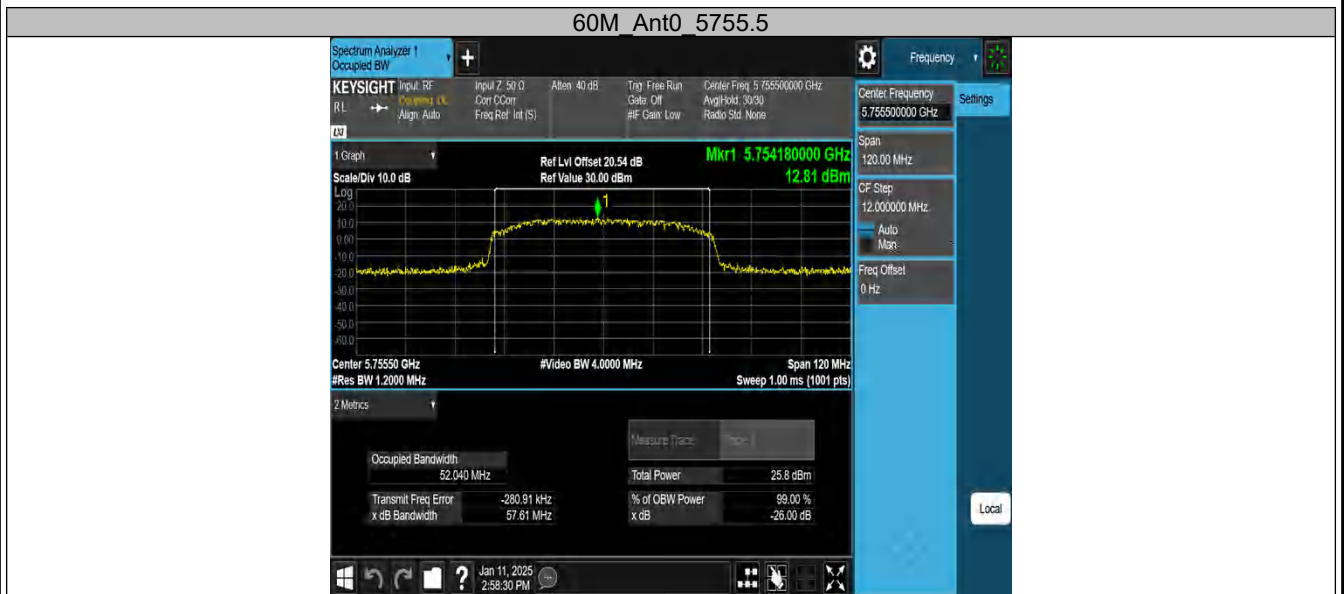 60M_Ant0_5755.5
Spectrum Analyzer 1
Occupied BW
Frequency
KEYSIGHT
Input: RF
Coupling: DC
Align: Auto
Input Z: 50 Ω
Corr CCorr
Freq Ref: Int (S)
Atten: 40 dB
Trig: Free Run
Gate: Off
#IF Gain: Low
Center Freq: 5.755500000 GHz
Avg|Hold: 30/30
Radio Std: None
RL
LXI
Center Frequency
5.755500000 GHz
Settings
Span
120.00 MHz
CF Step
12.000000 MHz
Auto
Man
Freq Offset
0 Hz
1 Graph
Scale/Div 10.0 dB
Ref Lvl Offset 20.54 dB
Ref Value 30.00 dBm
Mkr1 5.754180000 GHz
12.81 dBm
Log
20.0
10.0
0.00
-10.0
-20.0
-30.0
-40.0
-50.0
-60.0
1
Center 5.75550 GHz
#Res BW 1.2000 MHz
#Video BW 4.0000 MHz
Span 120 MHz
Sweep 1.00 ms (1001 pts)
2 Metrics
Measure Trace
Trace 1
Occupied Bandwidth
52.040 MHz
Total Power
25.8 dBm
Transmit Freq Error
-280.91 kHz
% of OBW Power
99.00 %
x dB Bandwidth
57.61 MHz
x dB
-26.00 dB
Local
?
Jan 11, 2025
2:58:30 PM